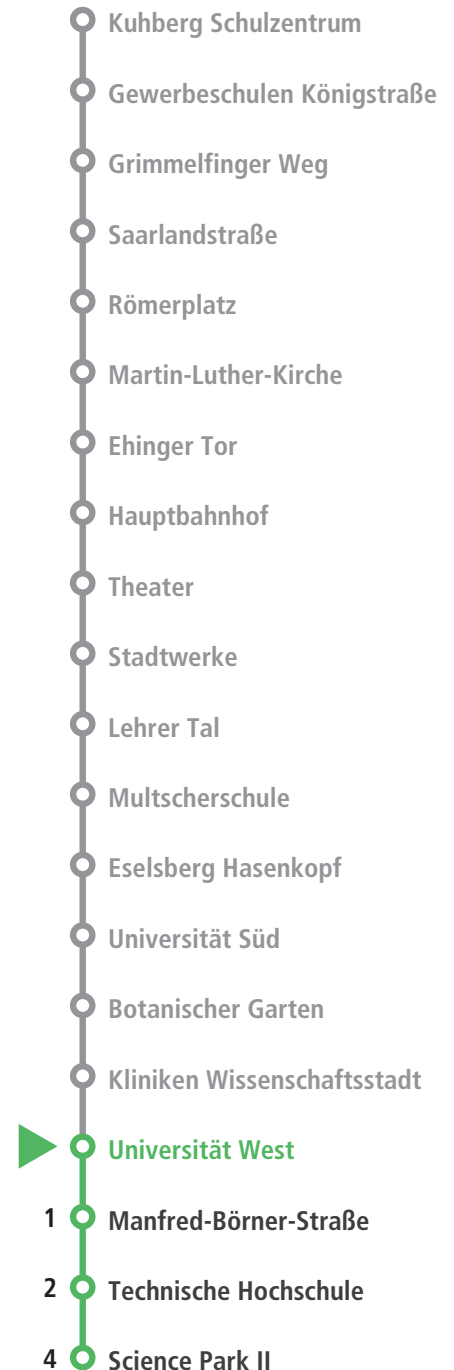 Kuhberg Schulzentrum
Gewerbeschulen Königstraße
Grimmelfinger Weg
Saarlandstraße
Römerplatz
Martin-Luther-Kirche
Ehinger Tor
Hauptbahnhof
Theater
Stadtwerke
Lehrer Tal
Multscherschule
Eselsberg Hasenkopf
Universität Süd
Botanischer Garten
Kliniken Wissenschaftsstadt
Universität West
1 Manfred-Börner-Straße
2 Technische Hochschule
4 Science Park II